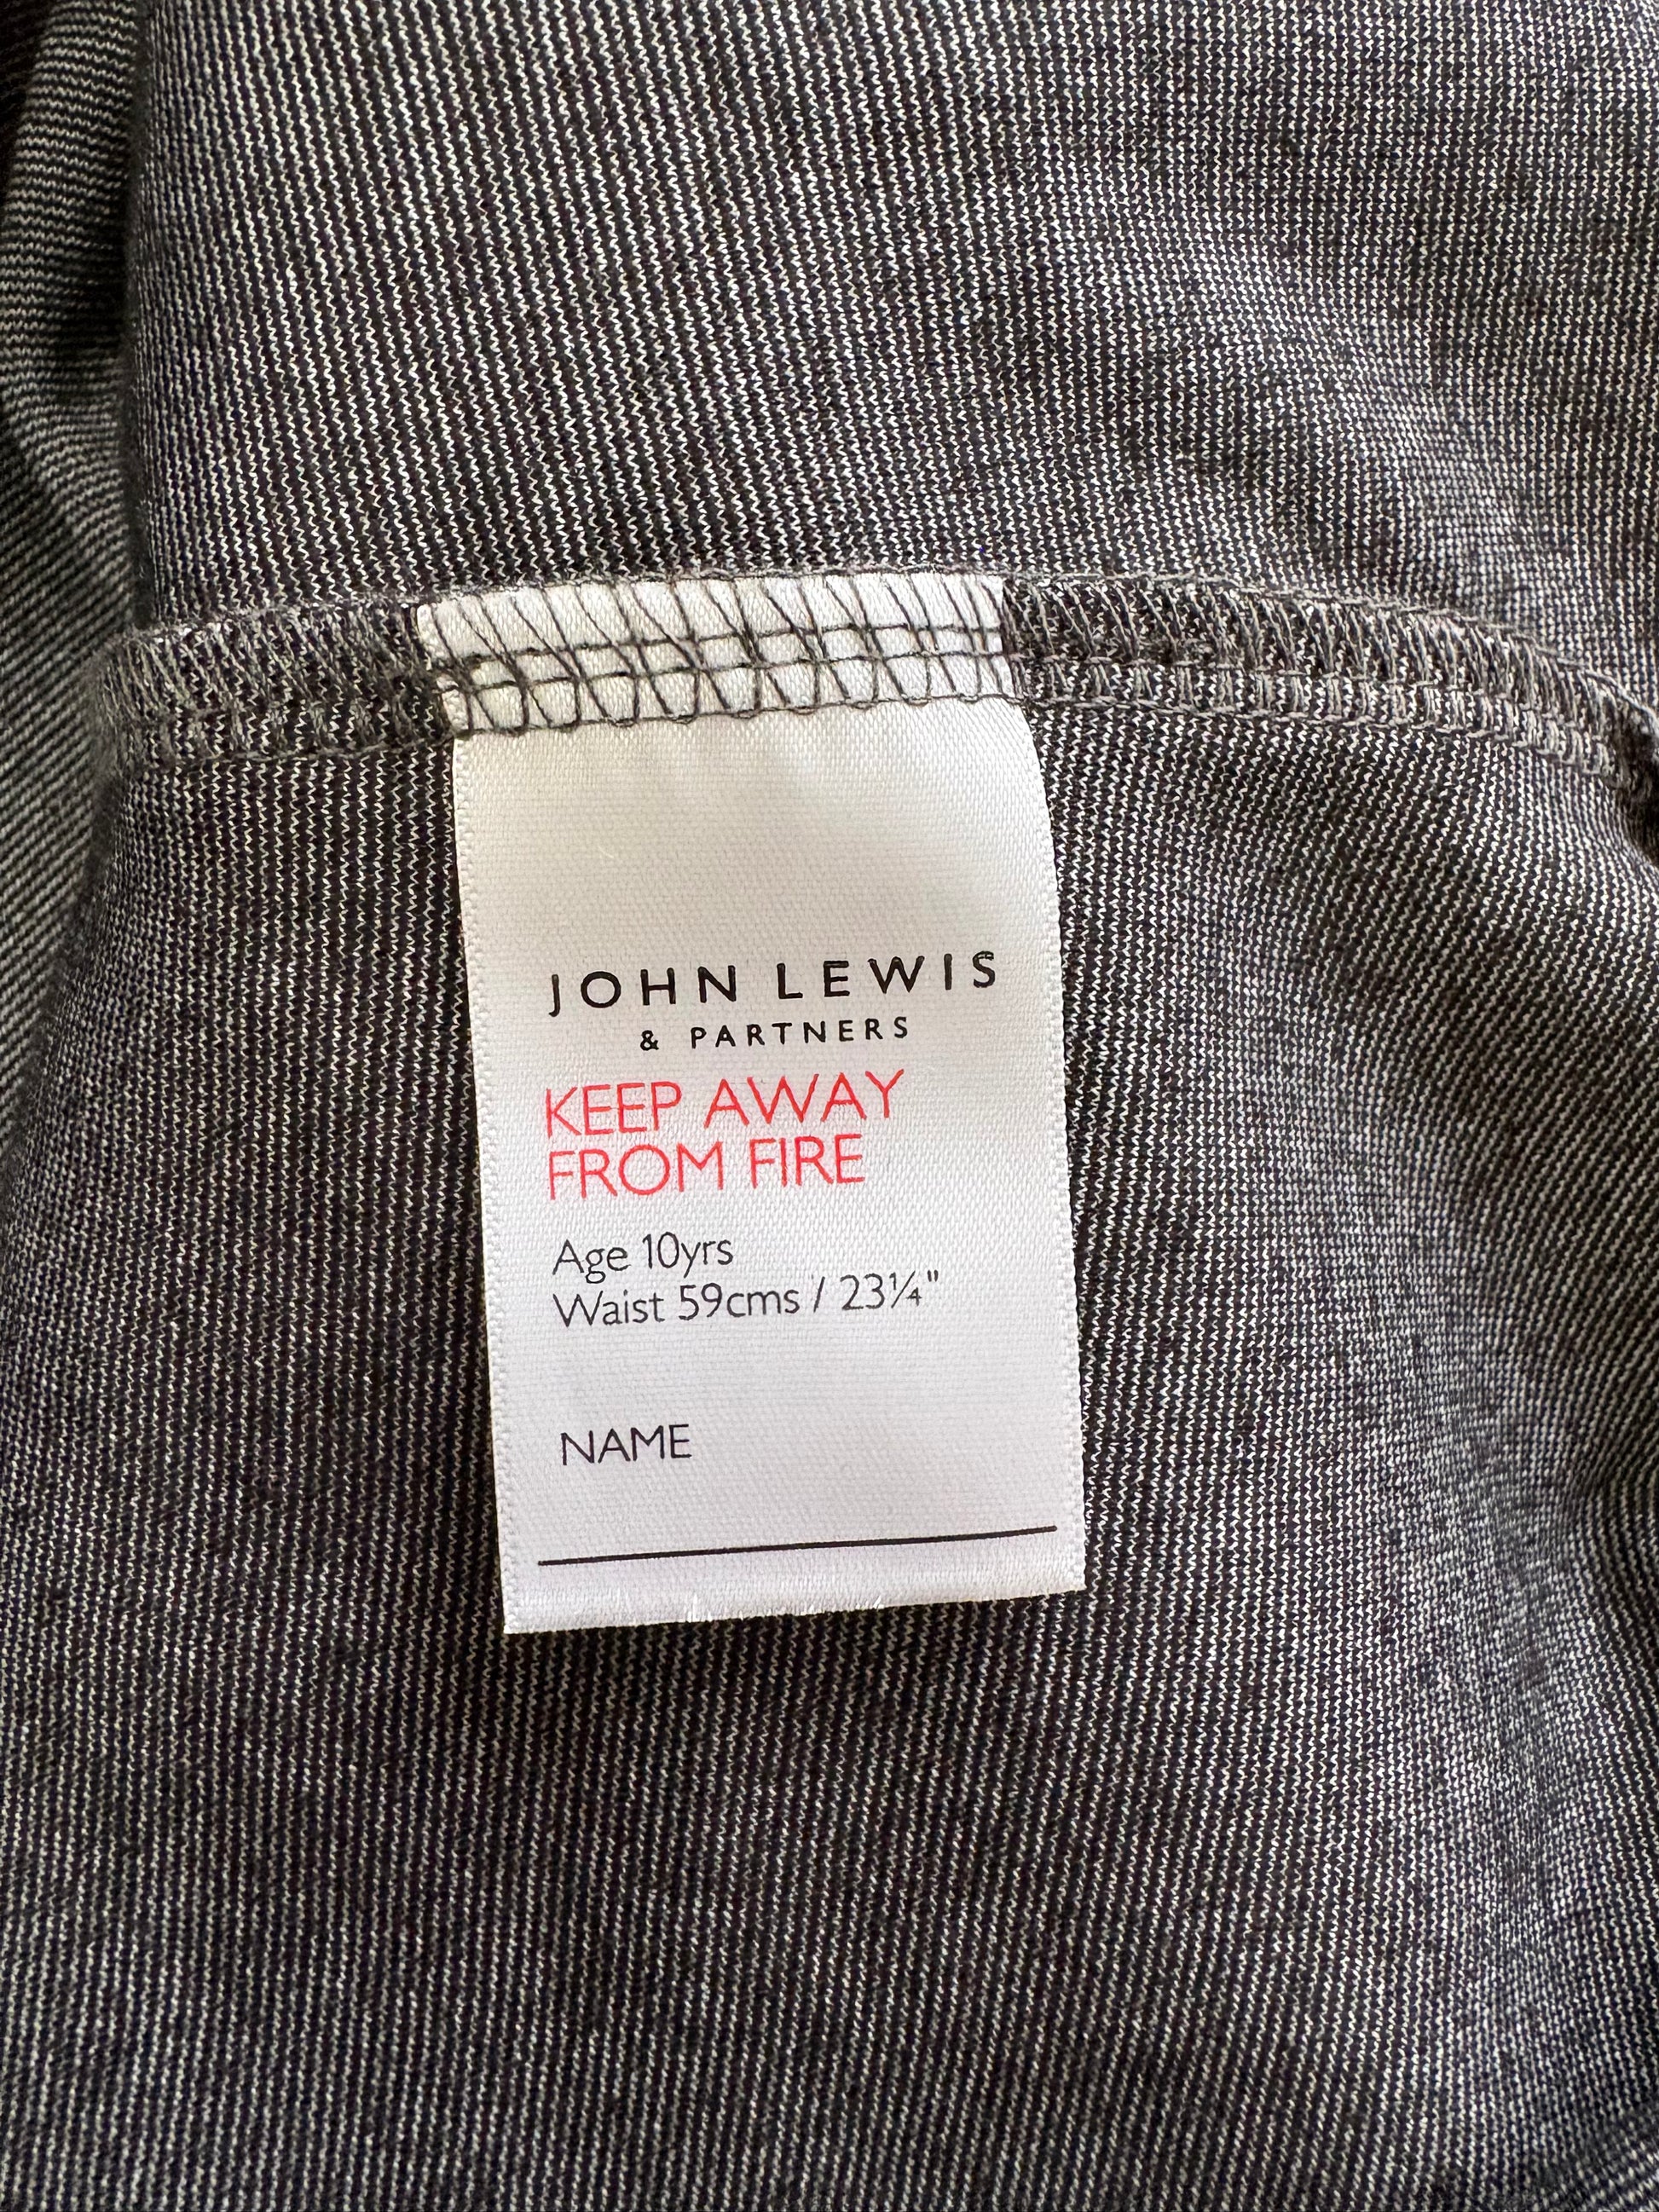 JOHN LEWIS
& PARTNERS
KEEP AWAY
FROM FIRE
Age 10yrs
Waist 59cms / 23¼"
NAME